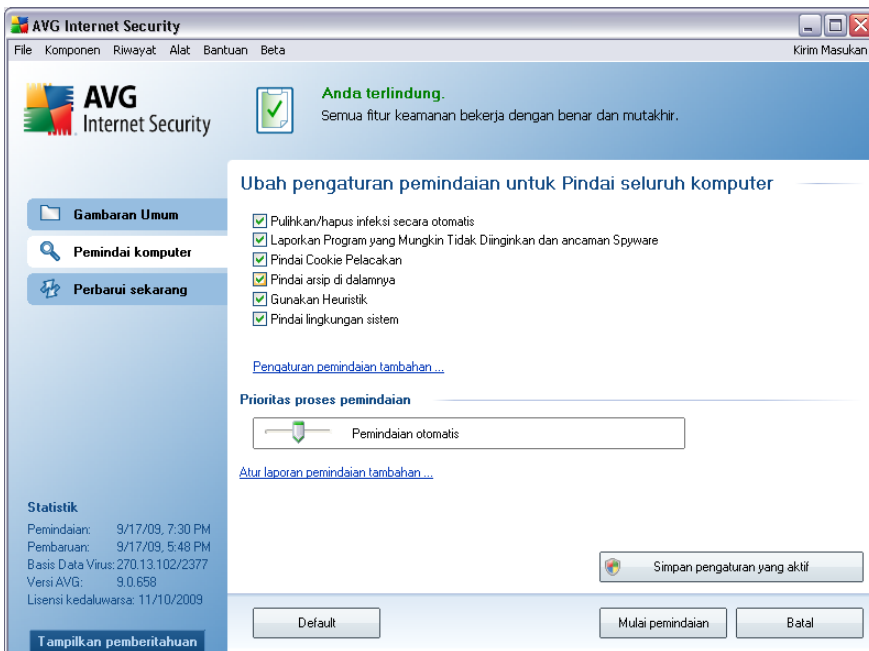 AVG Internet Security
File Komponen Riwayat Alat Bantuan Beta Kirim Masukan
AVG
Internet Security
Anda terlindung.
Semua fitur keamanan bekerja dengan benar dan mutakhir.
Gambaran Umum
Pemindai komputer
Perbarui sekarang
Ubah pengaturan pemindaian untuk Pindai seluruh komputer
Pulihkan/hapus infeksi secara otomatis
Laporkan Program yang Mungkin Tidak Diinginkan dan ancaman Spyware
Pindai Cookie Pelacakan
Pindai arsip di dalamnya
Gunakan Heuristik
Pindai lingkungan sistem
Pengaturan pemindaian tambahan ...
Prioritas proses pemindaian
Pemindaian otomatis
Atur laporan pemindaian tambahan ...
Statistik
Pemindaian: 9/17/09, 7:30 PM
Pembaruan: 9/17/09, 5:48 PM
Basis Data Virus: 270.13.102/2377
Versi AVG: 9.0.658
Lisensi kedaluwarsa: 11/10/2009
Tampilkan pemberitahuan
Simpan pengaturan yang aktif
Default
Mulai pemindaian
Batal